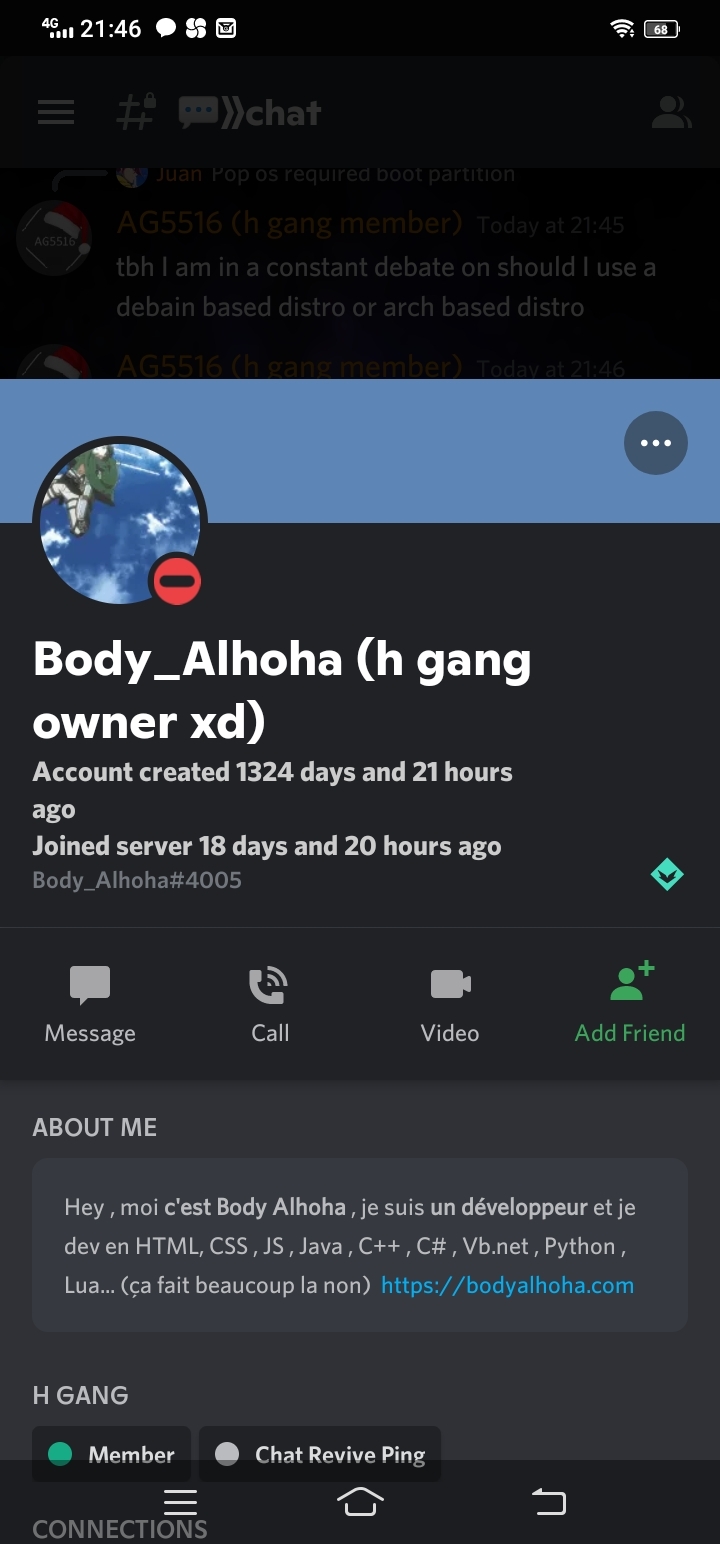 4G 21:46 68
chat
Juan Pop os required boot partition
AG5516 (h gang member) Today at 21:45
AG5516
tbh I am in a constant debate on should I use a
debain based distro or arch based distro
AG5516 (h gang member) Today at 21:46
Body_Alhoha (h gang
owner xd)
Account created 1324 days and 21 hours
ago
Joined server 18 days and 20 hours ago
Body_Alhoha#4005
Message Call Video Add Friend
ABOUT ME
Hey , moi c'est Body Alhoha , je suis un développeur et je
dev en HTML, CSS , JS , Java , C++ , C# , Vb.net , Python ,
Lua... (ça fait beaucoup la non) https://bodyalhoha.com
H GANG
Member Chat Revive Ping
CONNECTIONS